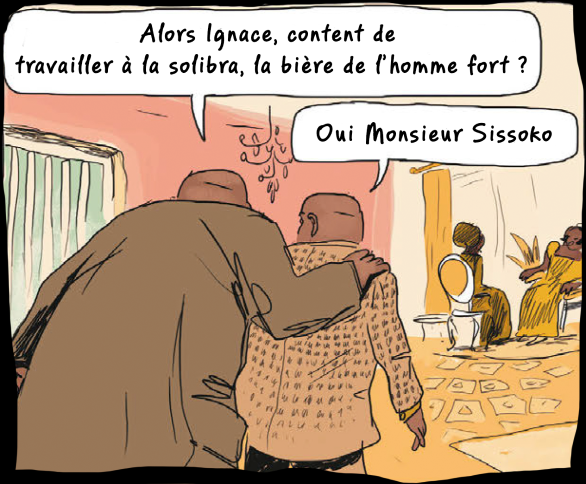 Alors Ignace, content de
travailler à la solibra, la bière de l'homme fort ?
Oui Monsieur Sissoko